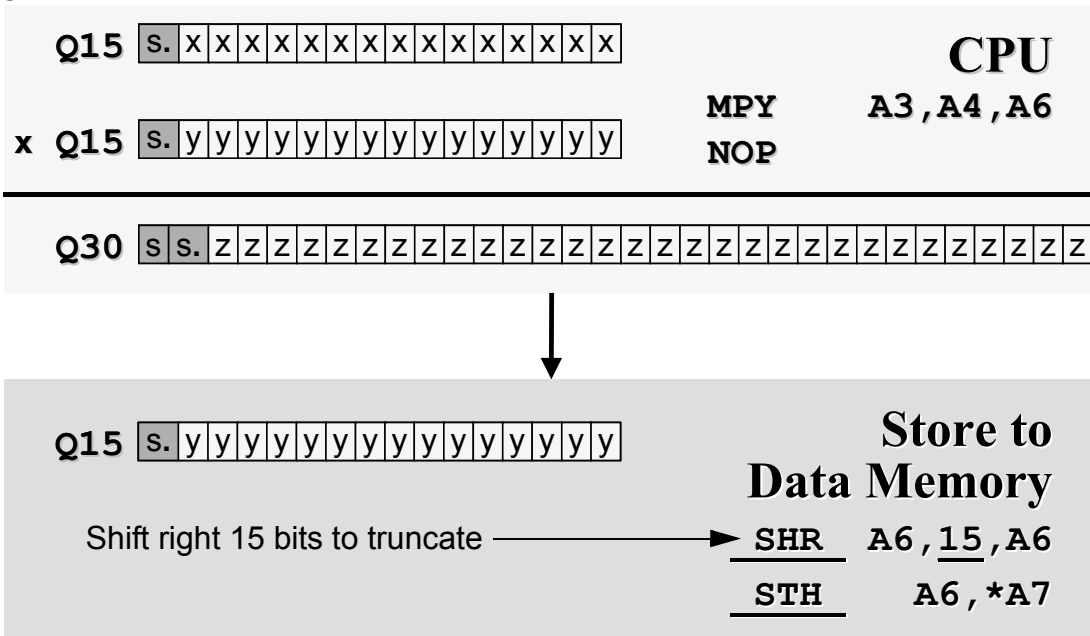 Q15 s. x x x x x x x x x x x x x x x
CPU
MPY A3,A4,A6
x Q15 s. y y y y y y y y y y y y y y y
NOP
Q30 s s. z z z z z z z z z z z z z z z z z z z z z z z z z z z z z z
Q15 s. y y y y y y y y y y y y y y y
Store to
Data Memory
Shift right 15 bits to truncate SHR A6,15,A6
STH A6,*A7